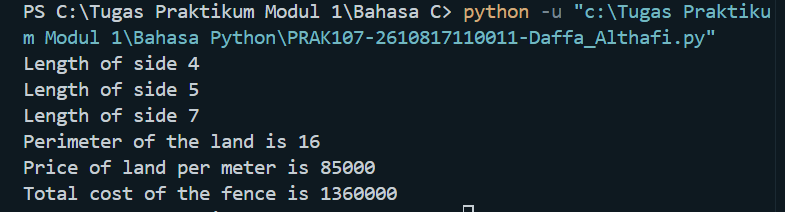 PS C:\Tugas Praktikum Modul 1\Bahasa C> python -u "c:\Tugas Praktiku
m Modul 1\Bahasa Python\PRAK107-2610817110011-Daffa_Althafi.py"
Length of side 4
Length of side 5
Length of side 7
Perimeter of the land is 16
Price of land per meter is 85000
Total cost of the fence is 1360000